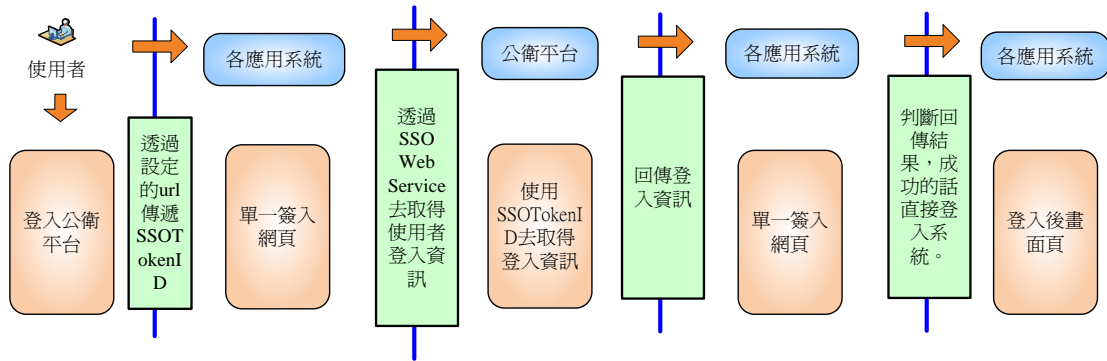 使用者
登入公衛
平台
透過
設定
的url
傳遞
SSOT
okenI
D
各應用系統
單一簽入
網頁
透過
SSO
Web
Service
去取得
使用者
登入資
訊
公衛平台
使用
SSOTokenI
D去取得
登入資訊
回傳登
入資訊
各應用系統
單一簽入
網頁
判斷回
傳結
果，成
功的話
直接登
入系
統。
各應用系統
登入後畫
面頁